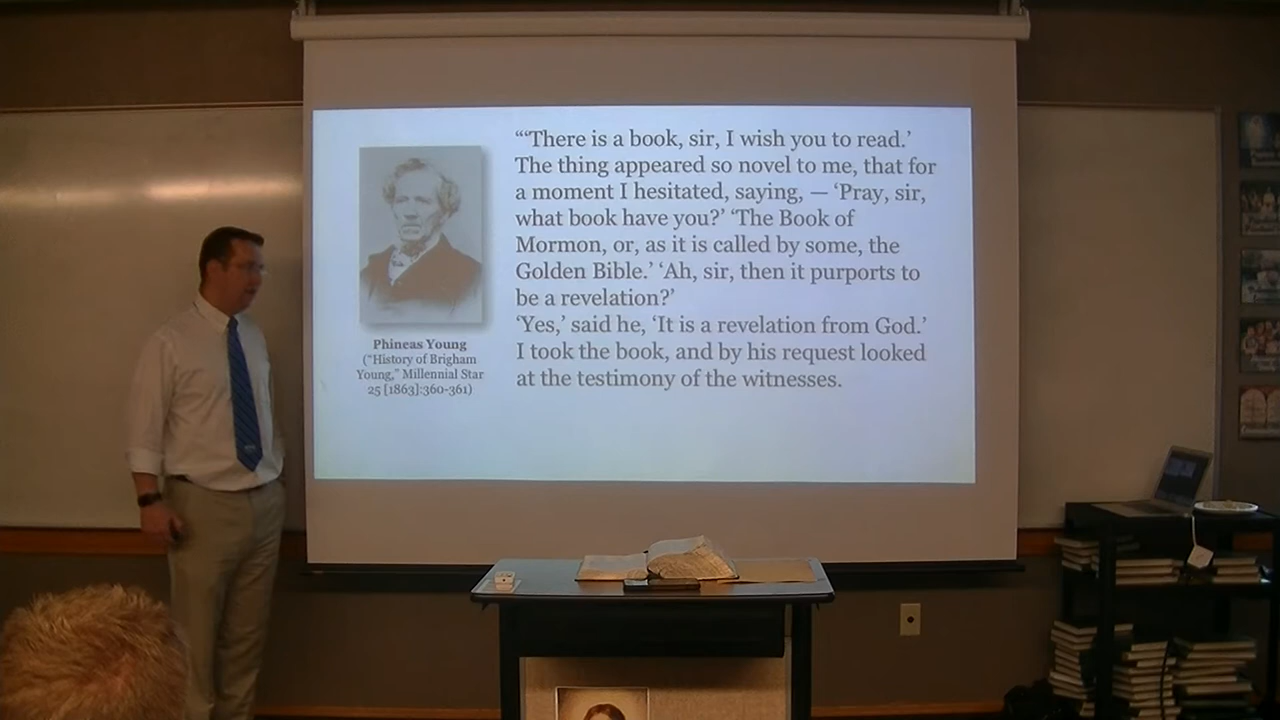 “‘There is a book, sir, I wish you to read.’
The thing appeared so novel to me, that for
a moment I hesitated, saying, — ‘Pray, sir,
what book have you?’ ‘The Book of
Mormon, or, as it is called by some, the
Golden Bible.’ ‘Ah, sir, then it purports to
be a revelation?’
‘Yes,’ said he, ‘It is a revelation from God.’
I took the book, and by his request looked
at the testimony of the witnesses.
Phineas Young
(“History of Brigham
Young,” Millennial Star
25 [1863]:360-361)